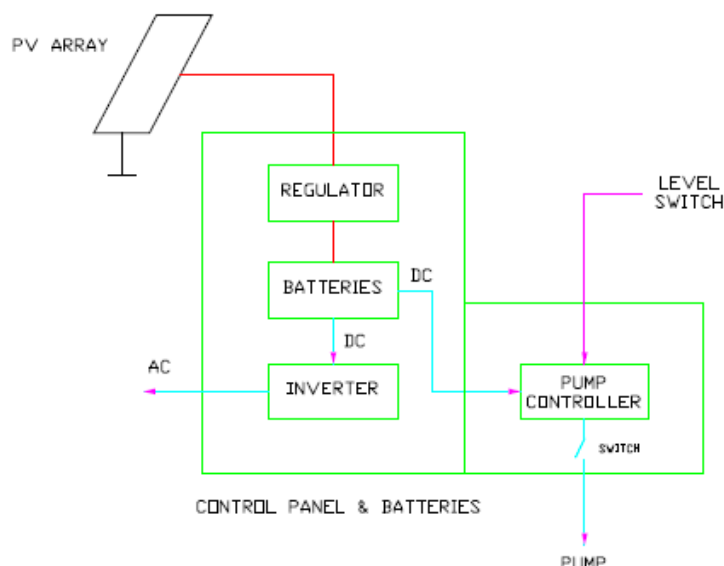 PV ARRAY
REGULATOR
LEVEL
SWITCH
BATTERIES
DC
DC
AC
INVERTER
PUMP
CONTROLLER
SWITCH
CONTROL PANEL & BATTERIES
PUMP